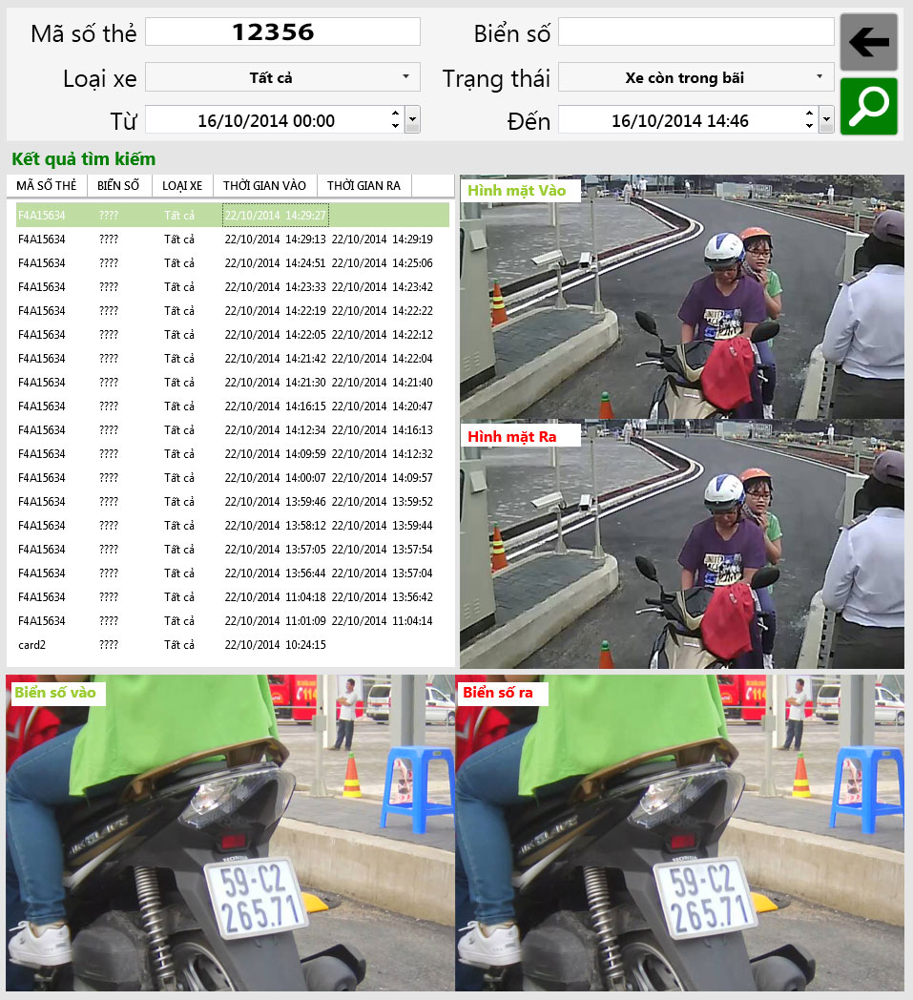 Mã số thẻ 12356 Biển số
Loại xe Tất cả Trạng thái Xe còn trong bãi
Từ 16/10/2014 00:00 Đến 16/10/2014 14:46
Kết quả tìm kiếm
MÃ SỐ THẺ BIỂN SỐ LOẠI XE THỜI GIAN VÀO THỜI GIAN RA
F4A15634 ???? Tất cả 22/10/2014 14:29:27
F4A15634 ???? Tất cả 22/10/2014 14:29:13 22/10/2014 14:29:19
F4A15634 ???? Tất cả 22/10/2014 14:24:51 22/10/2014 14:25:06
F4A15634 ???? Tất cả 22/10/2014 14:23:33 22/10/2014 14:23:42
F4A15634 ???? Tất cả 22/10/2014 14:22:19 22/10/2014 14:22:22
F4A15634 ???? Tất cả 22/10/2014 14:22:05 22/10/2014 14:22:12
F4A15634 ???? Tất cả 22/10/2014 14:21:42 22/10/2014 14:22:04
F4A15634 ???? Tất cả 22/10/2014 14:21:30 22/10/2014 14:21:40
F4A15634 ???? Tất cả 22/10/2014 14:16:15 22/10/2014 14:20:47
F4A15634 ???? Tất cả 22/10/2014 14:12:34 22/10/2014 14:16:13
F4A15634 ???? Tất cả 22/10/2014 14:09:59 22/10/2014 14:12:32
F4A15634 ???? Tất cả 22/10/2014 14:00:07 22/10/2014 14:09:57
F4A15634 ???? Tất cả 22/10/2014 13:59:46 22/10/2014 13:59:52
F4A15634 ???? Tất cả 22/10/2014 13:58:12 22/10/2014 13:59:44
F4A15634 ???? Tất cả 22/10/2014 13:57:05 22/10/2014 13:57:54
F4A15634 ???? Tất cả 22/10/2014 13:56:44 22/10/2014 13:57:04
F4A15634 ???? Tất cả 22/10/2014 11:04:18 22/10/2014 13:56:42
F4A15634 ???? Tất cả 22/10/2014 11:01:09 22/10/2014 11:04:14
card2 ???? Tất cả 22/10/2014 10:24:15
Hình mặt Vào
UNITED
Hình mặt Ra
UNITED
Biển số vào
HONDA
59-C2
265.71
Biển số ra
114
HONDA
59-C2
265.71